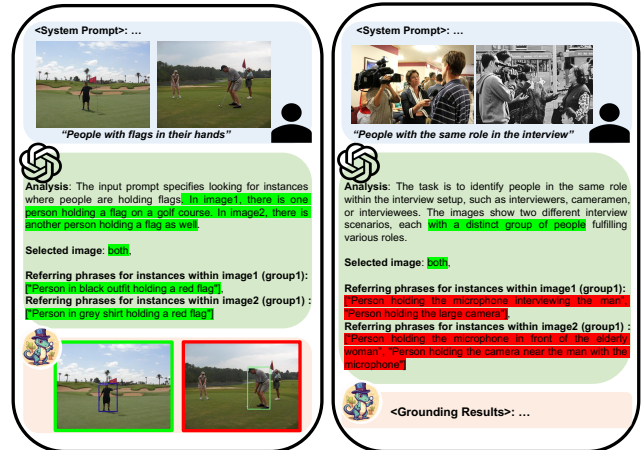 <System Prompt>: ...
"People with flags in their hands"
Analysis: The input prompt specifies looking for instances
where people are holding flags. In image1, there is one
person holding a flag on a golf course. In image2, there is
another person holding a flag as well.
Selected image: both.
Referring phrases for instances within image1 (group1):
["Person in black outfit holding a red flag"],
Referring phrases for instances within image2 (group1) :
["Person in grey shirt holding a red flag"]
<System Prompt>: ...
"People with the same role in the interview"
Analysis: The task is to identify people in the same role
within the interview setup, such as interviewers, cameramen,
or interviewees. The images show two different interview
scenarios, each with a distinct group of people fulfilling
various roles.
Selected image: both.
Referring phrases for instances within image1 (group1):
["Person holding the microphone interviewing the man",
"Person holding the large camera"],
Referring phrases for instances within image2 (group1) :
["Person holding the microphone in front of the elderly
woman", "Person holding the camera near the man with the
microphone"]
<Grounding Results>: ...